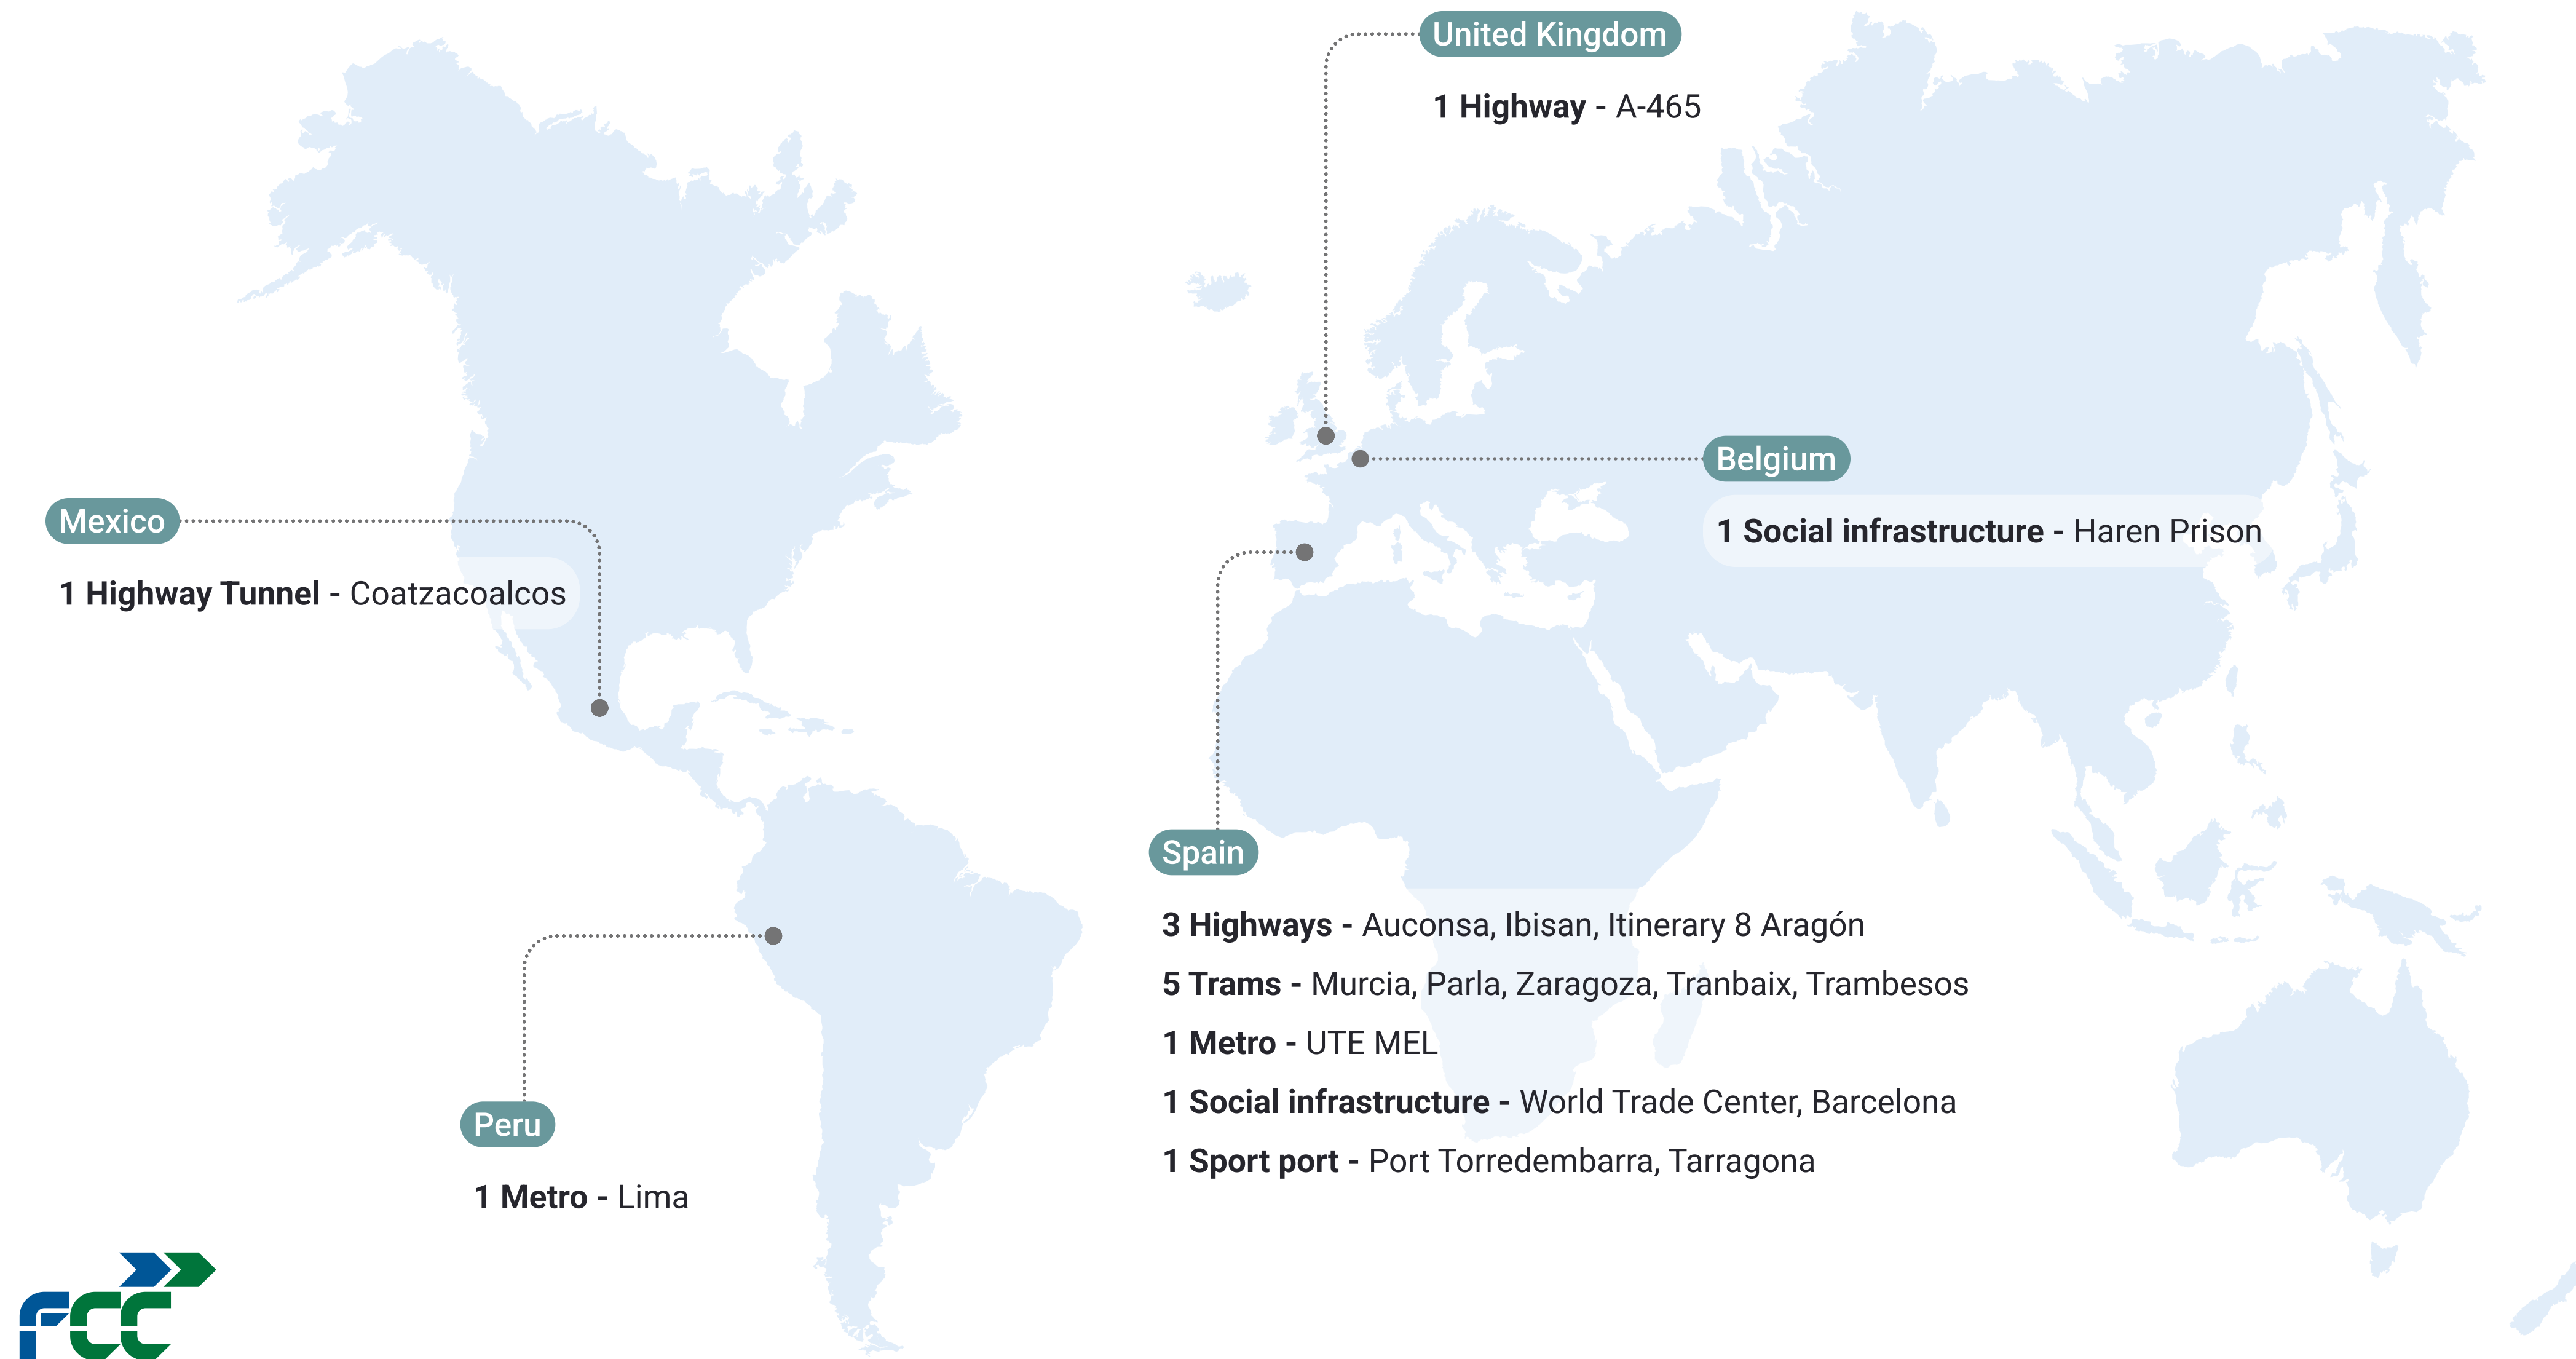 United Kingdom
1 Highway - A-465
Belgium
1 Social infrastructure - Haren Prison
Mexico
1 Highway Tunnel - Coatzacoalcos
Spain
3 Highways - Auconsa, Ibisan, Itinerary 8 Aragón
5 Trams - Murcia, Parla, Zaragoza, Tranbaix, Trambesos
1 Metro - UTE MEL
1 Social infrastructure - World Trade Center, Barcelona
1 Sport port - Port Torredembarra, Tarragona
Peru
1 Metro - Lima
FCC